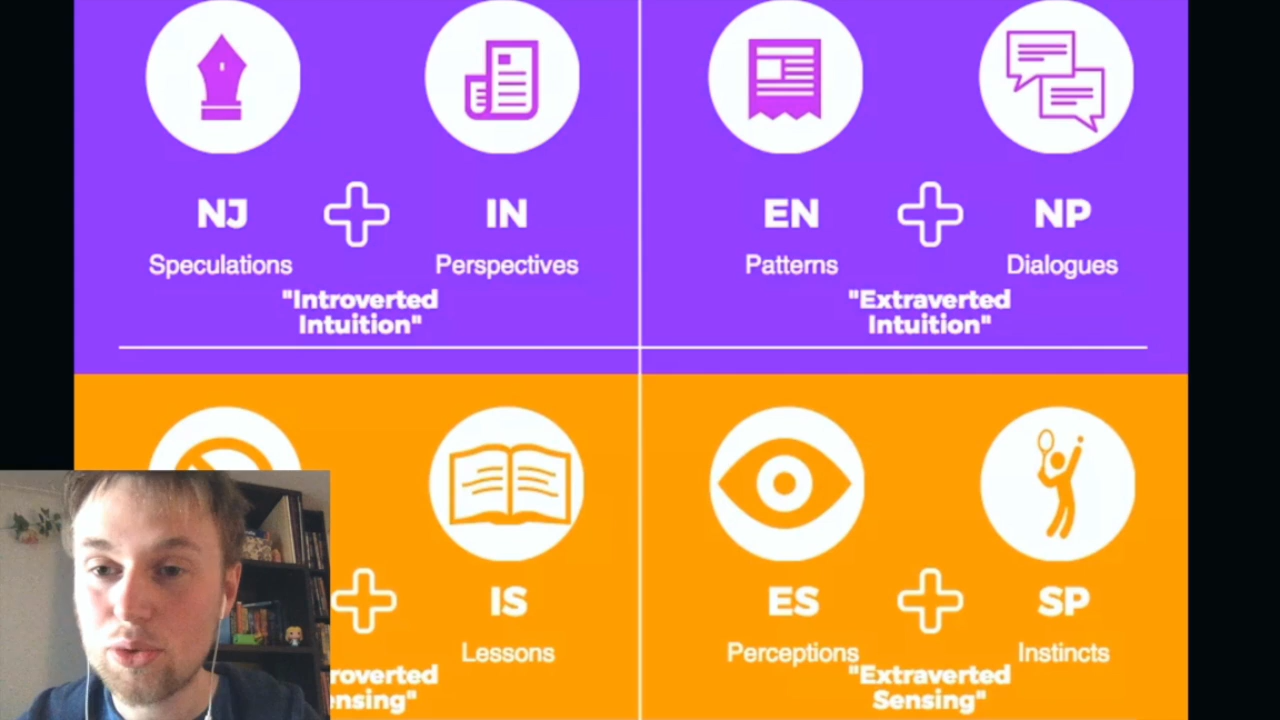 NJ IN EN NP
Speculations Perspectives Patterns Dialogues
"Introverted "Extraverted
Intuition" Intuition"
IS ES SP
Lessons Perceptions Instincts
"Extraverted
Sensing"